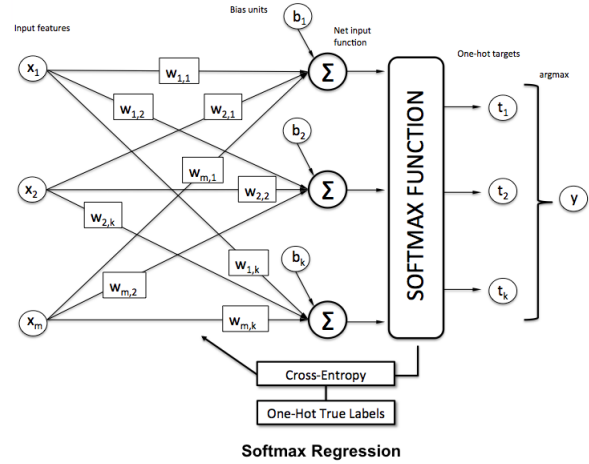 Input features
Bias units
b1
Net input
function
One-hot targets
argmax
x1
w1,1
Σ
w1,2
w2,1
t1
b2
wm,1
x2
w2,2
Σ
SOFTMAX FUNCTION
t2
y
w2,k
w1,k
bk
wm,2
t k
xm
wm,k
Σ
Cross-Entropy
One-Hot True Labels
Softmax Regression